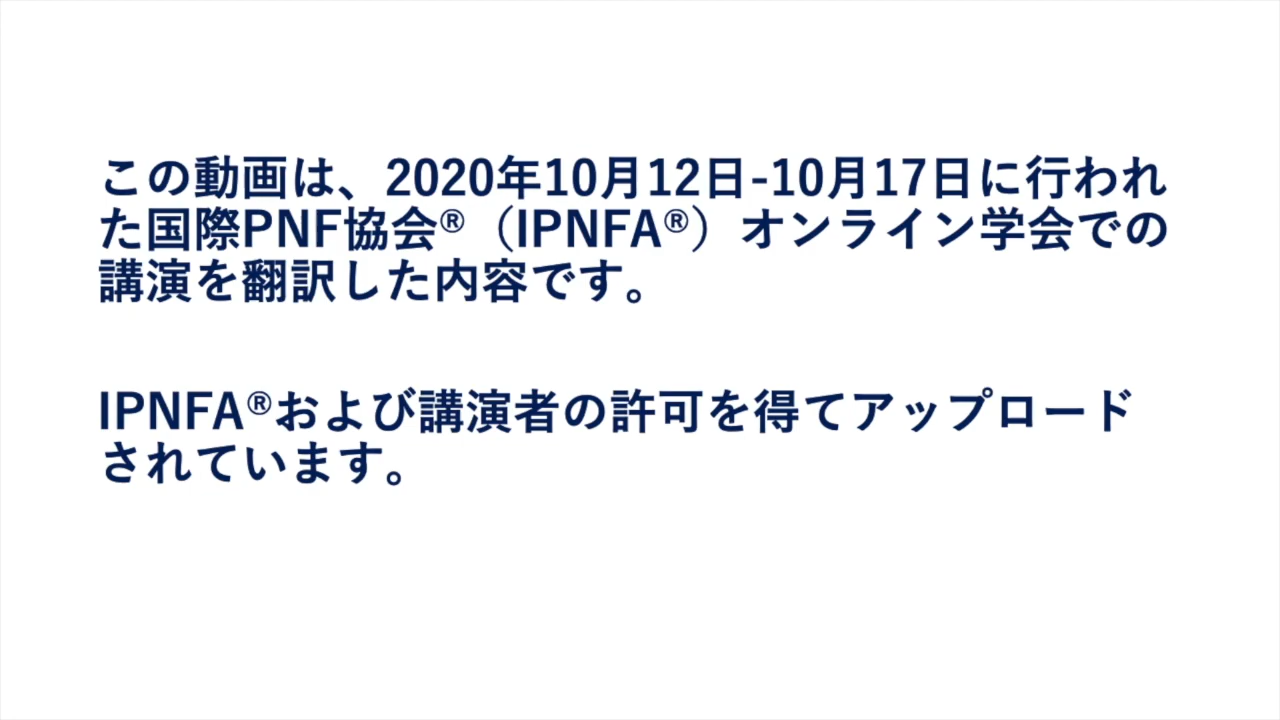 この動画は、2020年10月12日-10月17日に行われ
た国際PNF協会®（IPNFA®）オンライン学会での
講演を翻訳した内容です。
IPNFA®および講演者の許可を得てアップロード
されています。